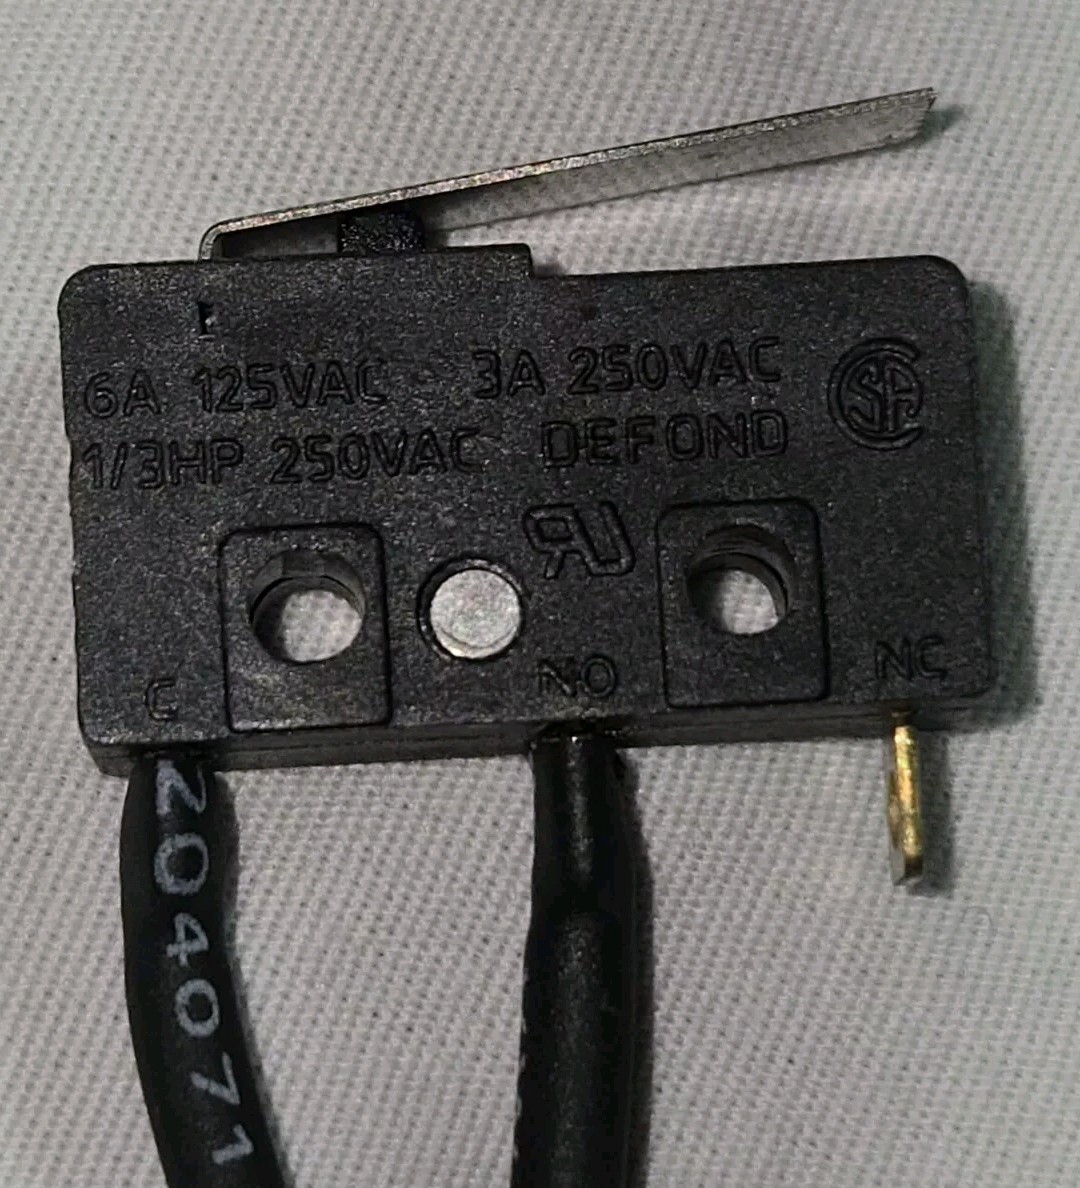 6A 125VAC 3A 250VAC
1/3HP 250VAC DEFOND
C NO NC
204071